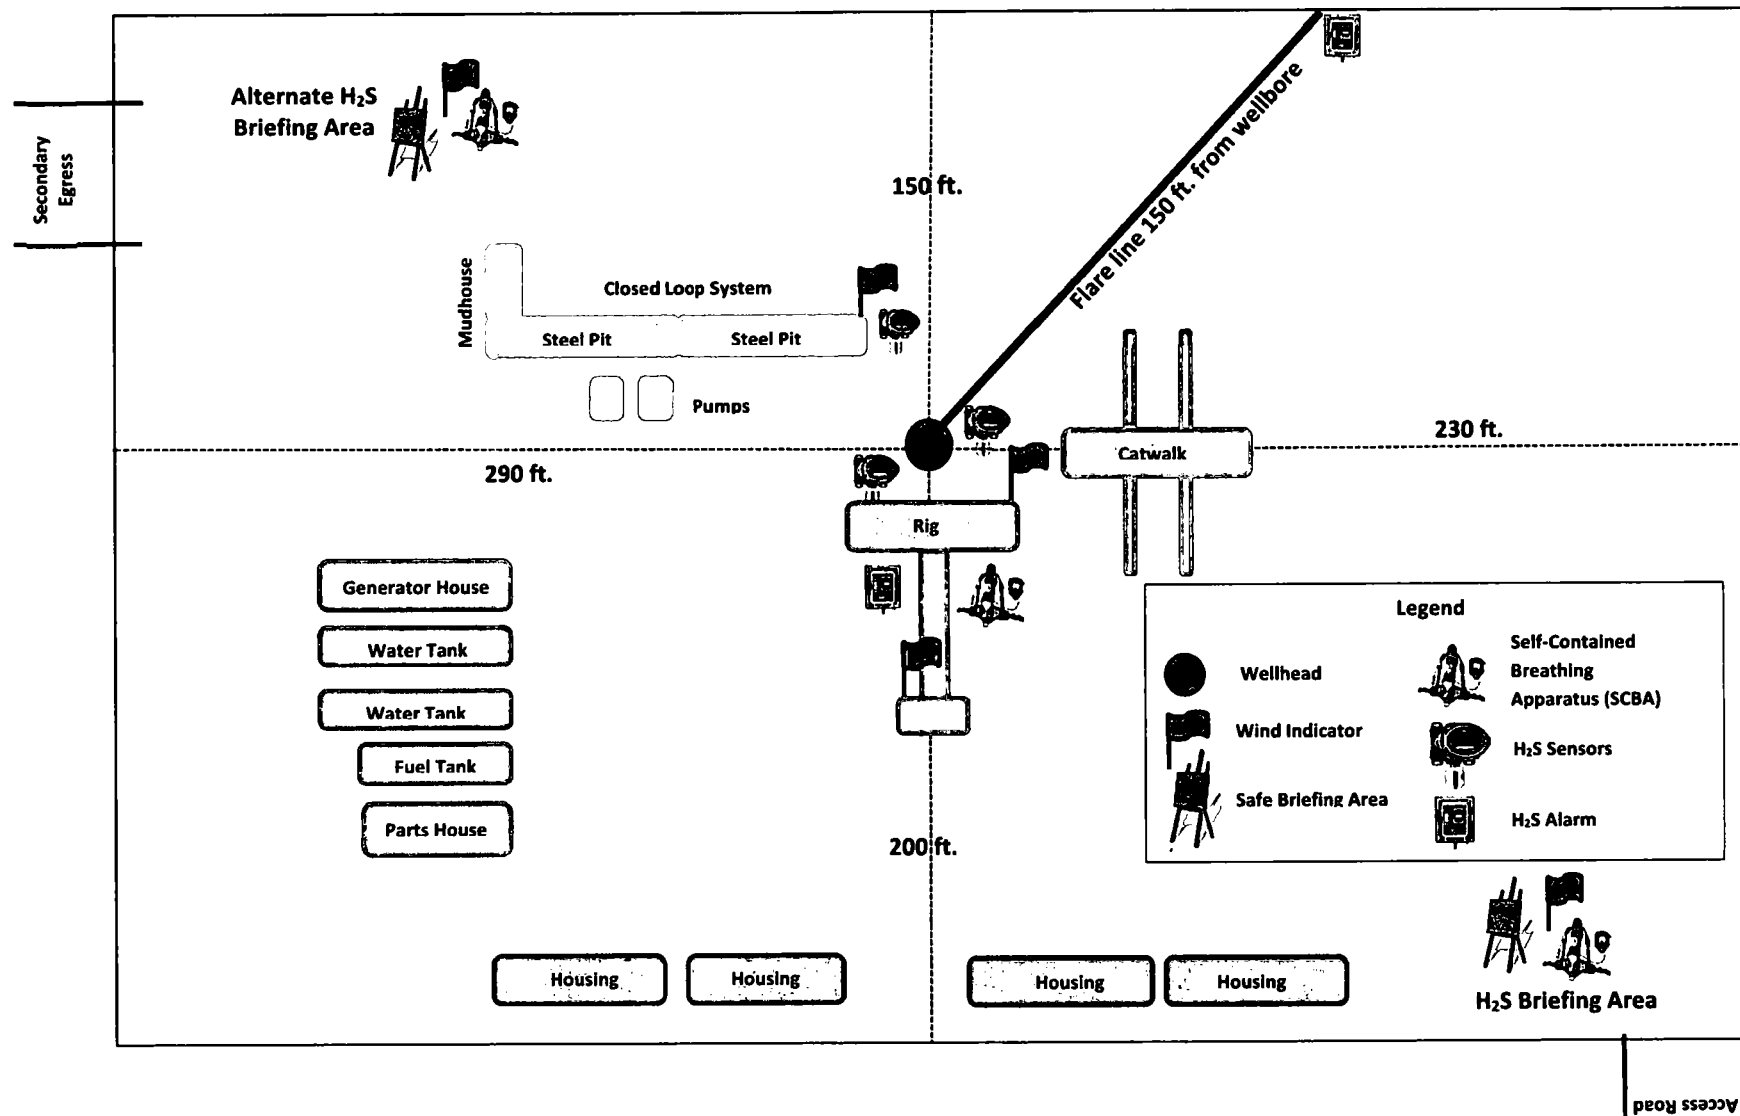 Alternate H₂S
Briefing Area
Secondary
Egress
150 ft.
Flare line 150 ft. from wellbore
Mudhouse
Closed Loop System
Steel Pit
Steel Pit
Pumps
230 ft.
Catwalk
290 ft.
Rig
Generator House
Water Tank
Water Tank
Fuel Tank
Parts House
Legend
Wellhead
Wind Indicator
Safe Briefing Area
Self-Contained
Breathing
Apparatus (SCBA)
H₂S Sensors
H₂S Alarm
200 ft.
Housing
Housing
Housing
Housing
H₂S Briefing Area
Access Road